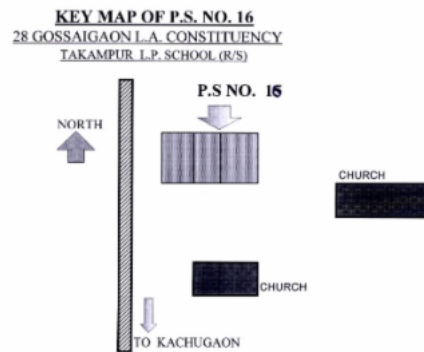 KEY MAP OF P.S. NO. 16
28 GOSSAIGAON L.A. CONSTITUENCY
TAKAMPUR L.P. SCHOOL (R/S)
P.S NO. 16
NORTH
CHURCH
CHURCH
TO KACHUGAON